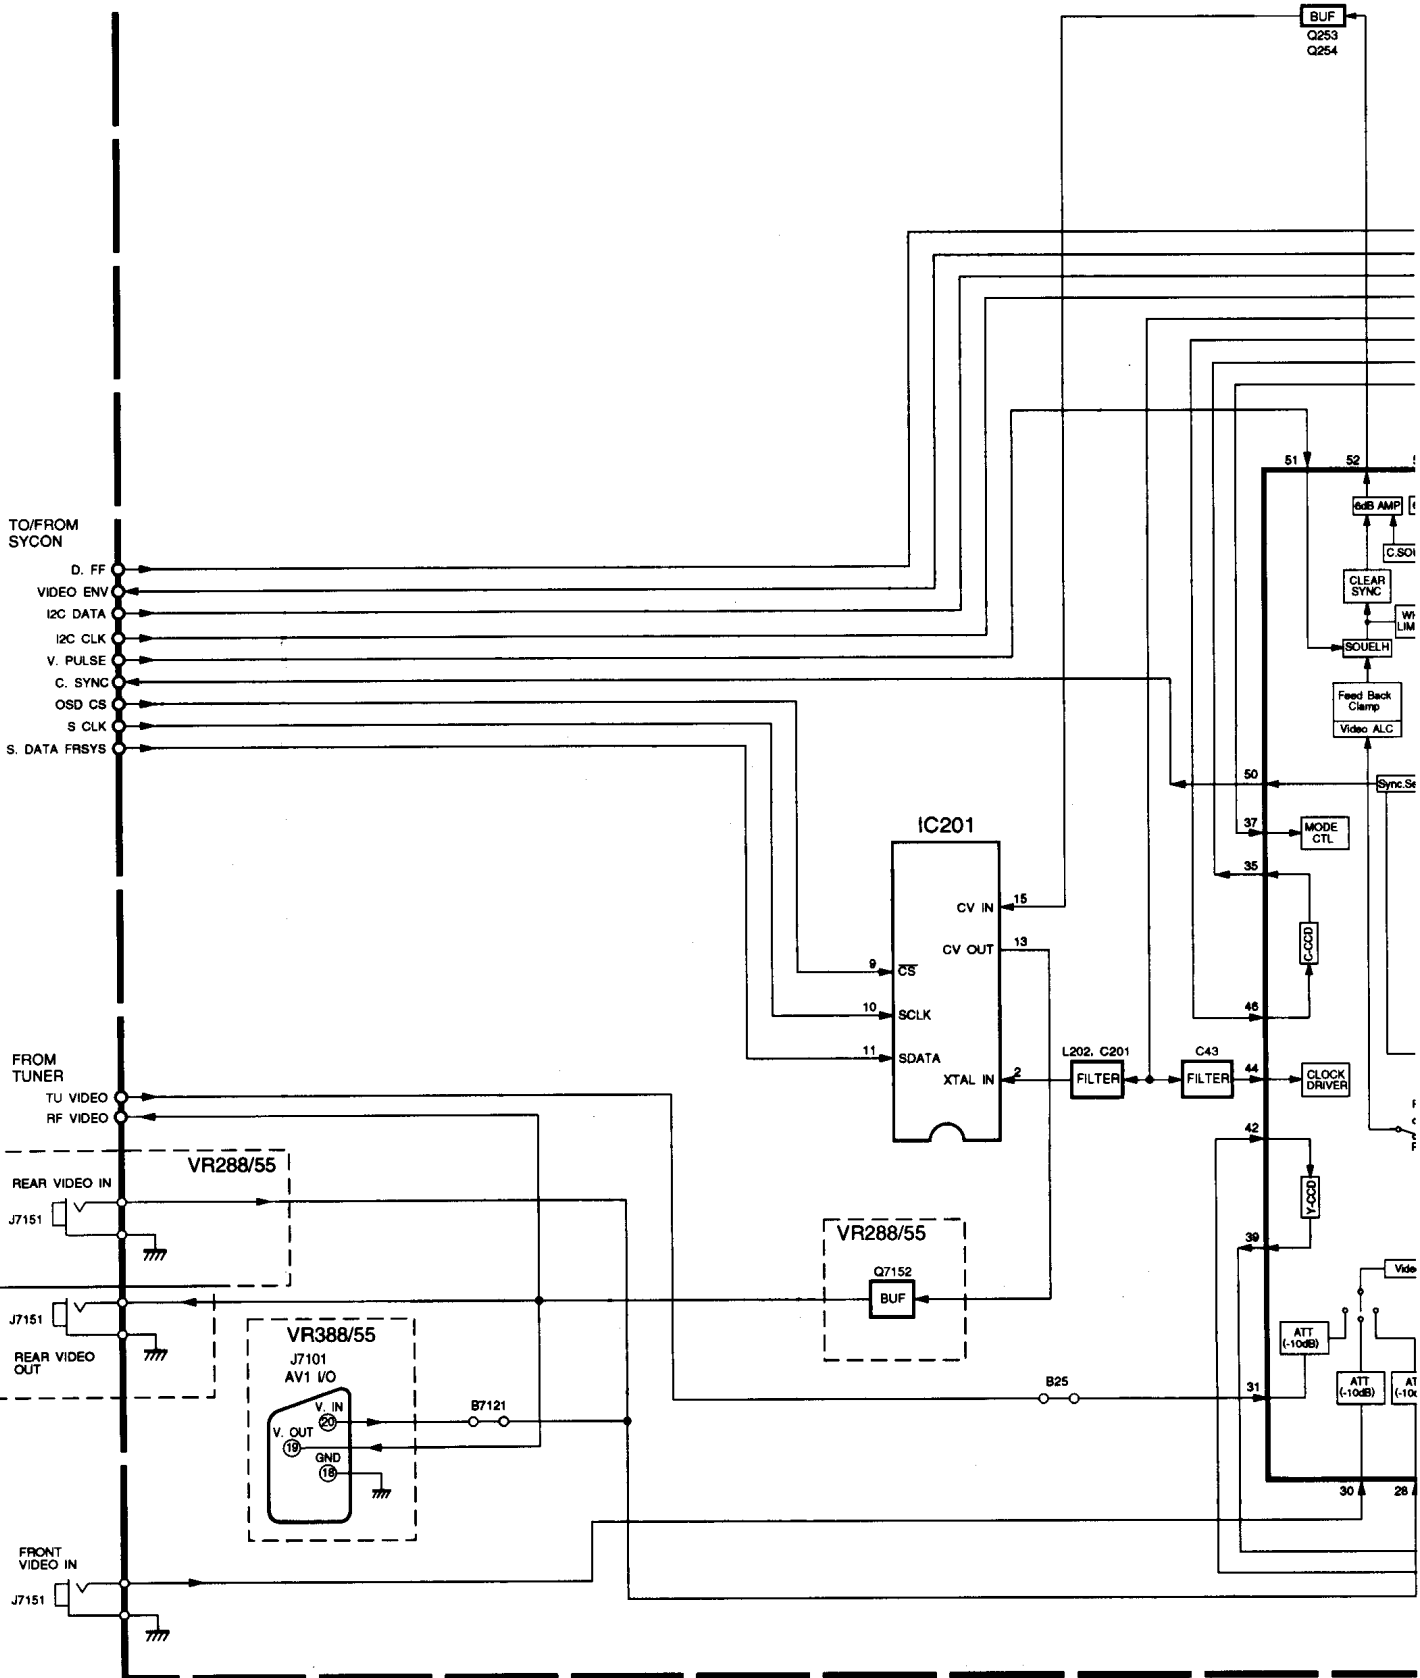 BUF
Q253
Q254
51
52
6dB AMP
CLEAR
SYNC
SQUELH
Feed Back
Clamp
Video ALC
TO/FROM
SYCON
D. FF
VIDEO ENV
I2C DATA
I2C CLK
V. PULSE
C. SYNC
OSD CS
S CLK
S. DATA FRSYS
50
37
MODE
CTL
35
C-CCD
46
IC201
CV IN
15
CV OUT
13
9
CS
10
SCLK
11
SDATA
XTAL IN
2
L202, C201
FILTER
C43
FILTER
44
CLOCK
DRIVER
42
Y-CCD
39
FROM
TUNER
TU VIDEO
RF VIDEO
VR288/55
REAR VIDEO IN
J7151
J7151
REAR VIDEO
OUT
VR288/55
Q7152
BUF
ATT
(-10dB)
ATT
(-10dB)
VR388/55
J7101
AV1 I/O
V. IN
20
V. OUT
19
GND
18
B7121
B25
31
30
28
FRONT
VIDEO IN
J7151